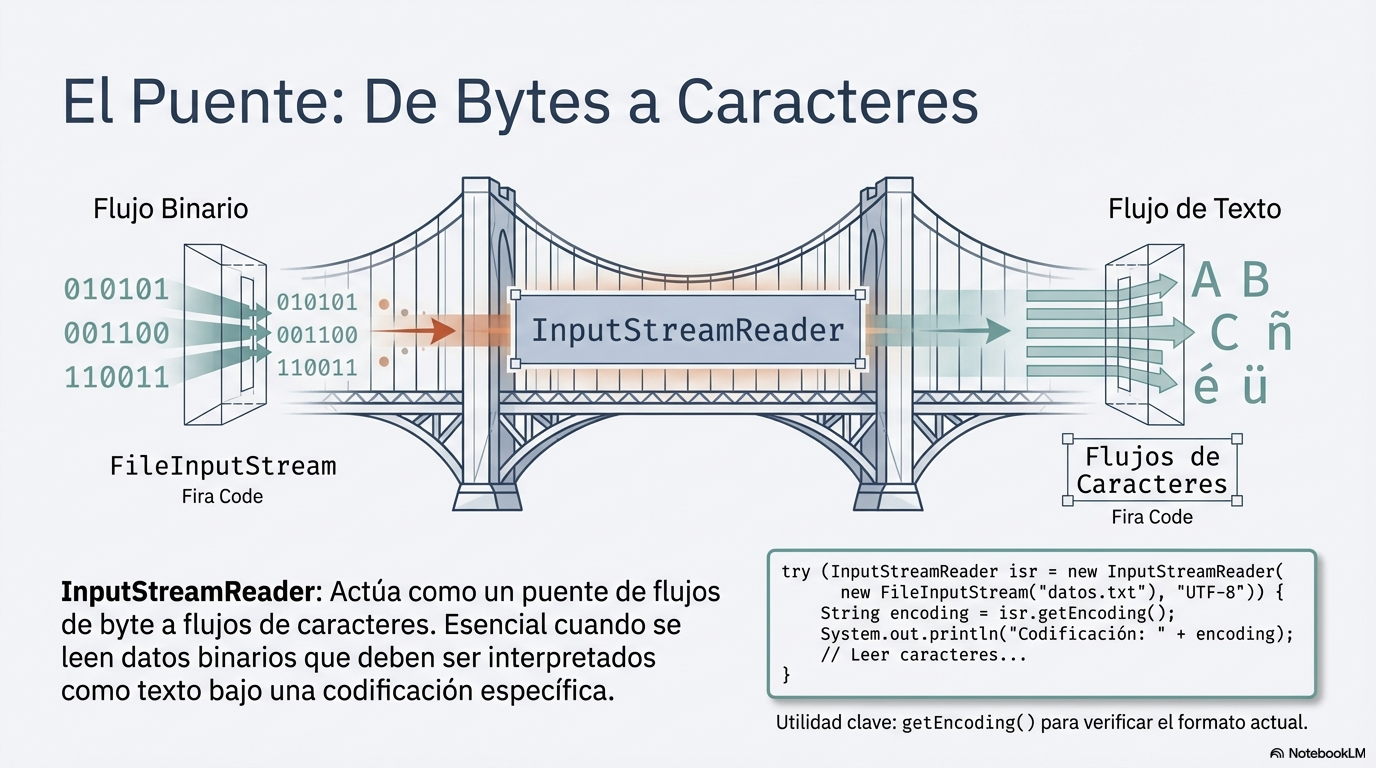 El Puente: De Bytes a Caracteres
Flujo Binario
Flujo de Texto
010101
001100
110011
010101
001100
110011
InputStreamReader
A B
C ñ
é ü
FileInputStream
Fira Code
Flujos de
Caracteres
Fira Code
InputStreamReader: Actúa como un puente de flujos
de byte a flujos de caracteres. Esencial cuando se
leen datos binarios que deben ser interpretados
como texto bajo una codificación específica.
try (InputStreamReader isr = new InputStreamReader(
new FileInputStream("datos.txt"), "UTF-8")) {
String encoding = isr.getEncoding();
System.out.println("Codificación: " + encoding);
// Leer caracteres...
}
Utilidad clave: getEncoding() para verificar el formato actual.
NotebookLM